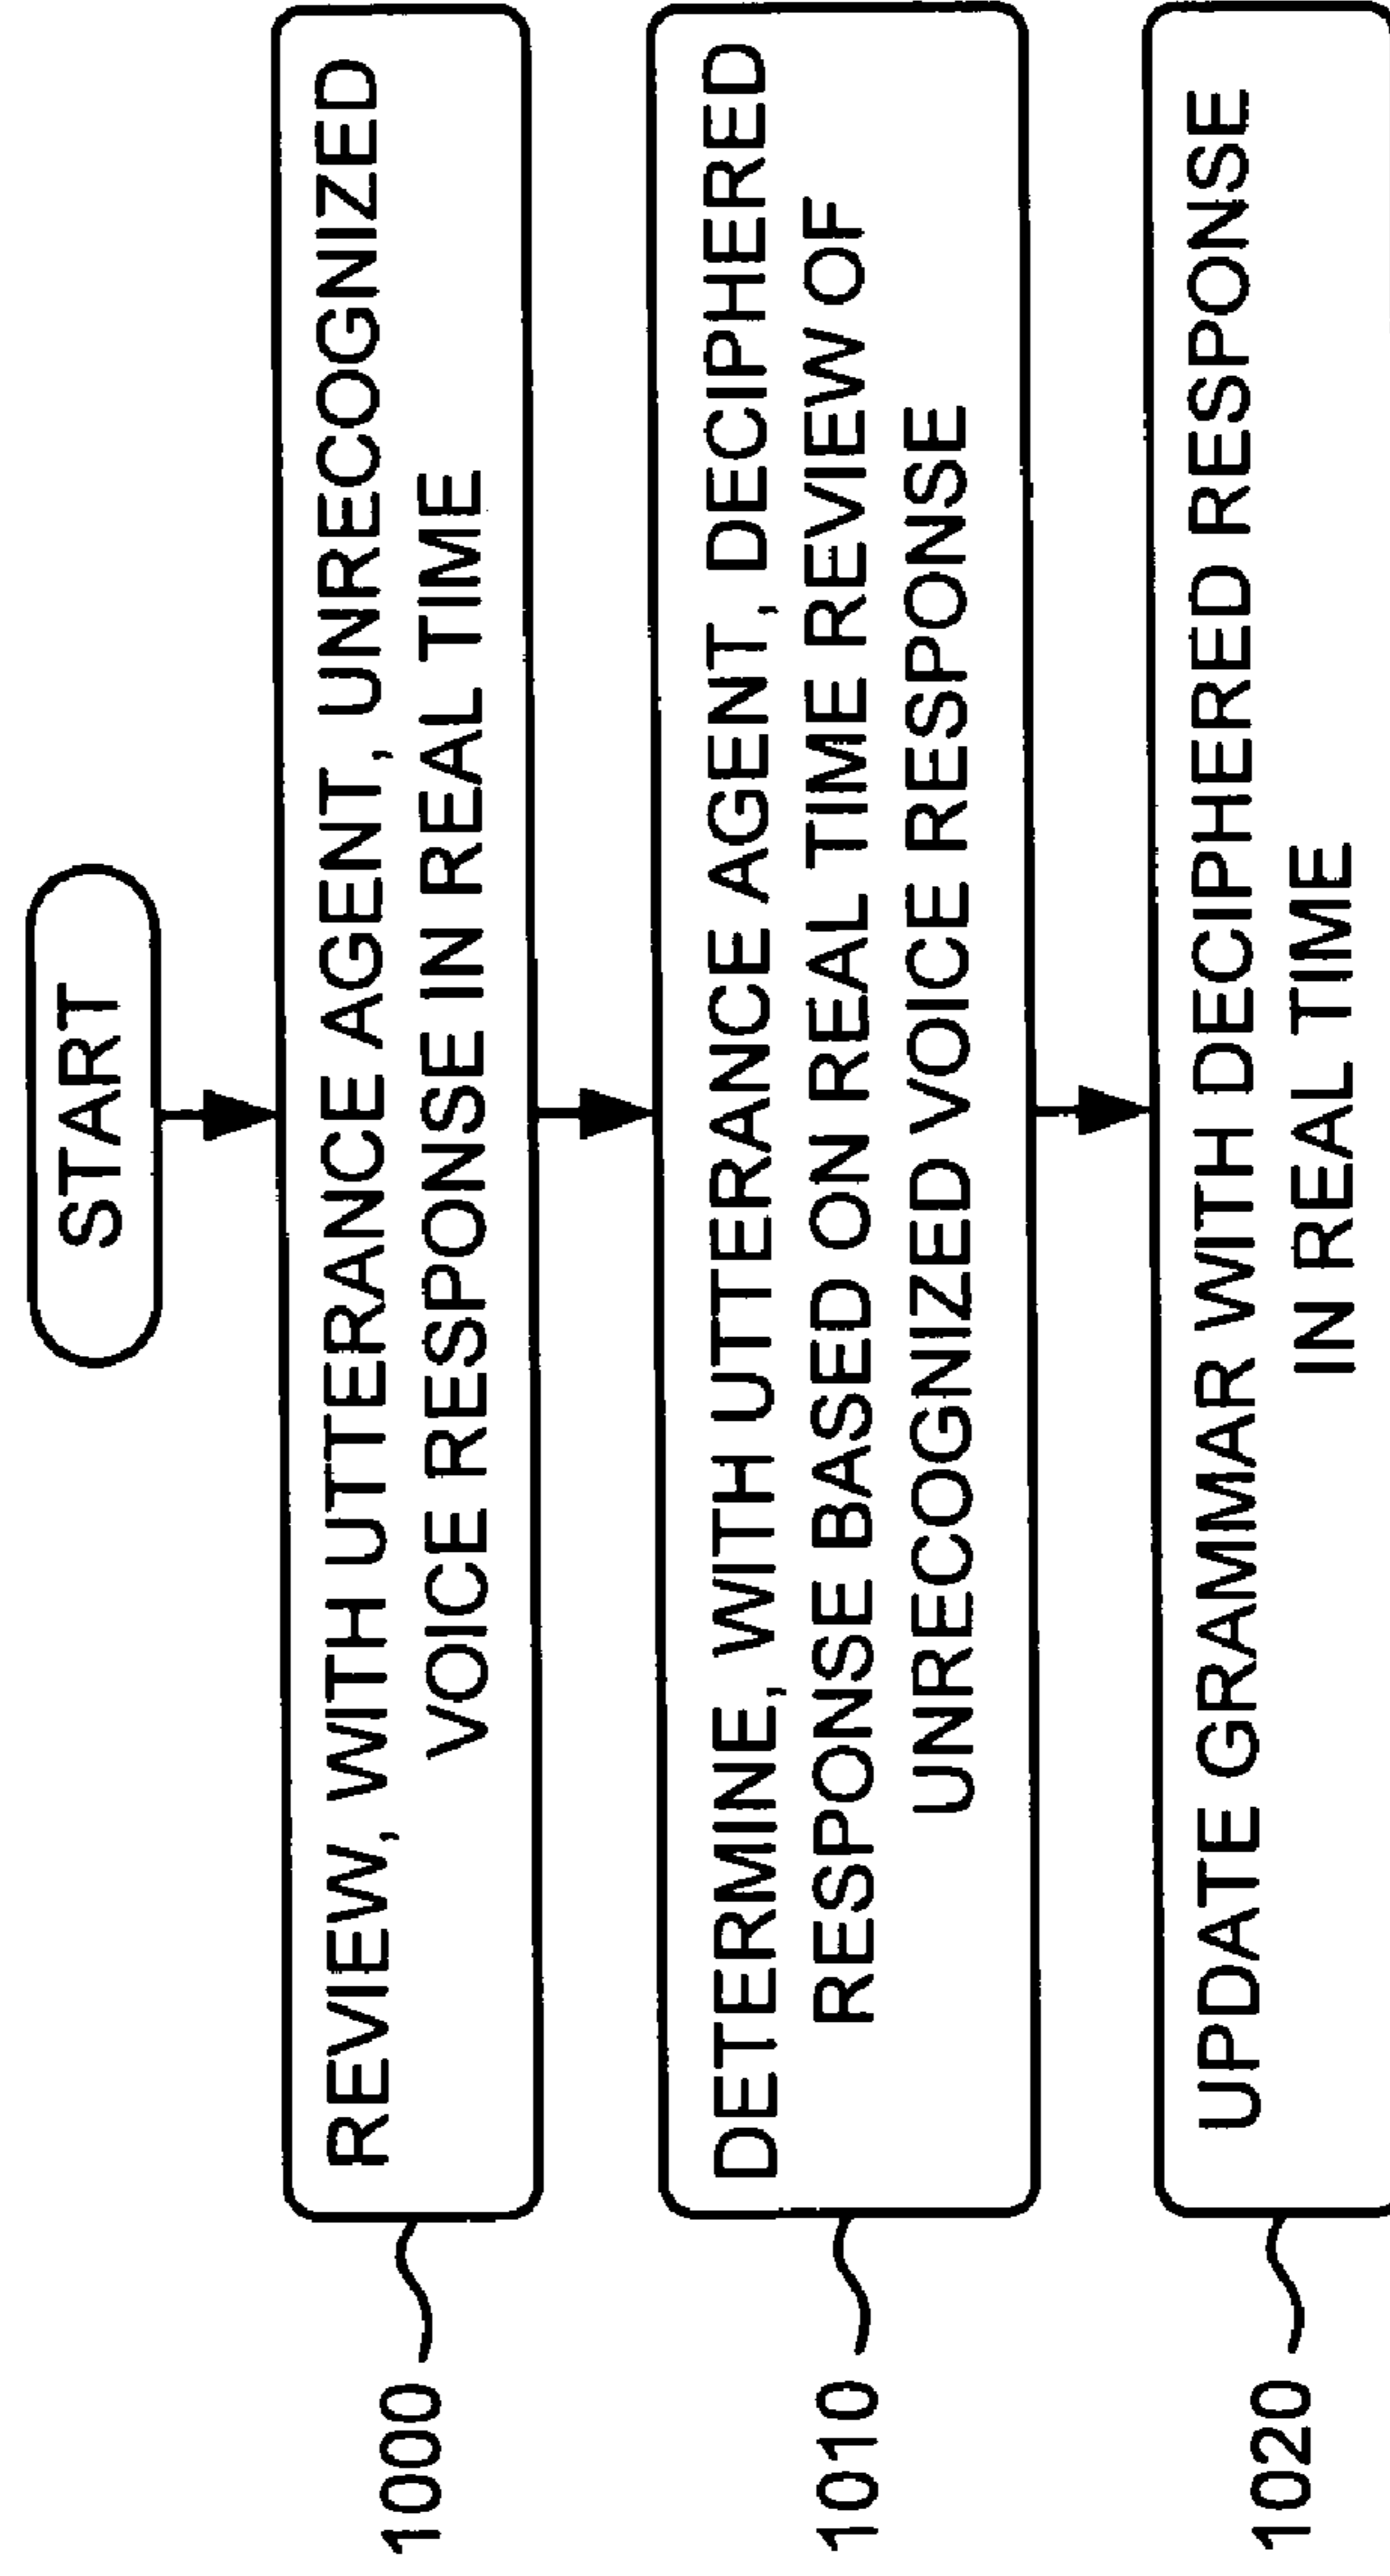 START
REVIEW, WITH UTTERANCE AGENT, UNRECOGNIZED
VOICE RESPONSE IN REAL TIME
1000
DETERMINE, WITH UTTERANCE AGENT, DECIPHERED
RESPONSE BASED ON REAL TIME REVIEW OF
UNRECOGNIZED VOICE RESPONSE
1010
UPDATE GRAMMAR WITH DECIPHERED RESPONSE
IN REAL TIME
1020